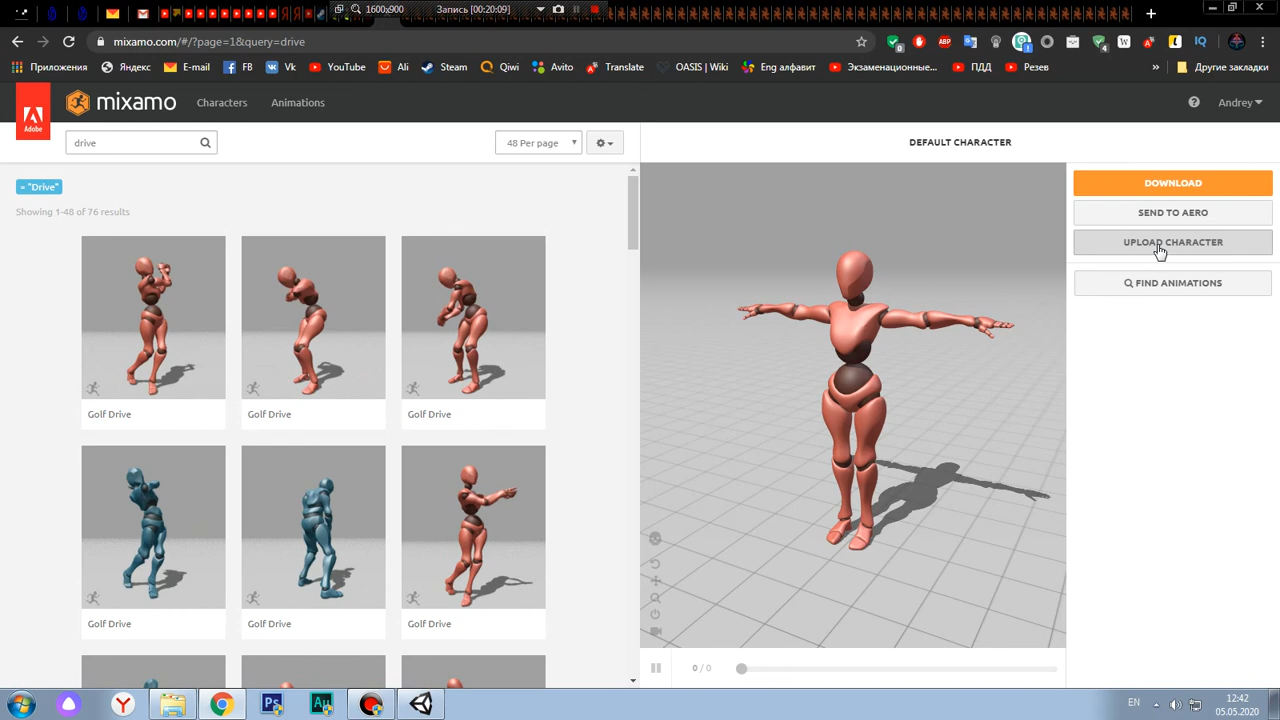 1600x900
Запись [00:20:09]
mixamo.com/#/?page=1&query=drive
Приложения
Яндекс
E-mail
FB
Vk
YouTube
Ali
Steam
Qiwi
Avito
Translate
OASIS | Wiki
Eng алфавит
Экзаменационные...
ПДД
Резев
»
Другие закладки
Adobe
mixamo
Characters
Animations
Andrey
drive
48 Per page
DEFAULT CHARACTER
= "Drive"
Showing 1-48 of 76 results
DOWNLOAD
SEND TO AERO
UPLOAD CHARACTER
FIND ANIMATIONS
Golf Drive
Golf Drive
Golf Drive
Golf Drive
Golf Drive
Golf Drive
0 / 0
Ps
Au
EN
12:42
05.05.2020